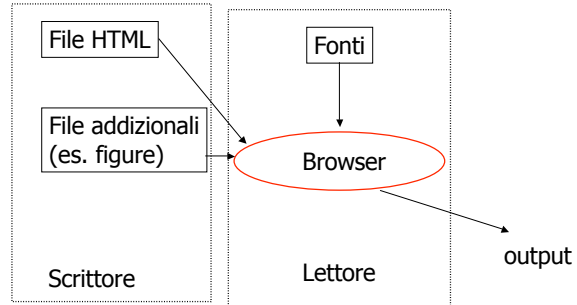 File HTML
Fonti
File addizionali
(es. figure)
Browser
output
Scrittore
Lettore